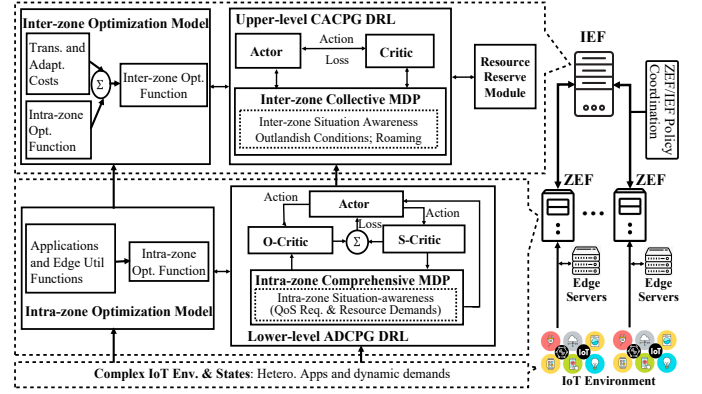 Inter-zone Optimization Model
Trans. and
Adapt.
Costs
Σ
Inter-zone Opt.
Function
Intra-zone
Opt.
Function
Upper-level CACPG DRL
Actor
Action
Loss
Critic
Inter-zone Collective MDP
Inter-zone Situation Awareness
Outlandish Conditions; Roaming
Resource
Reserve
Module
IEF
ZEF/IEF Policy
Coordination
ZEF
ZEF
Edge
Servers
Edge
Servers
IoT
IoT
IoT Environment
Applications
and Edge Util
Functions
Intra-zone
Opt. Function
Intra-zone Optimization Model
Action
Actor
Action
Loss
O-Critic
Σ
S-Critic
Intra-zone Comprehensive MDP
Intra-zone Situation-awareness
(QoS Req. & Resource Demands)
Lower-level ADCPG DRL
Complex IoT Env. & States: Hetero. Apps and dynamic demands